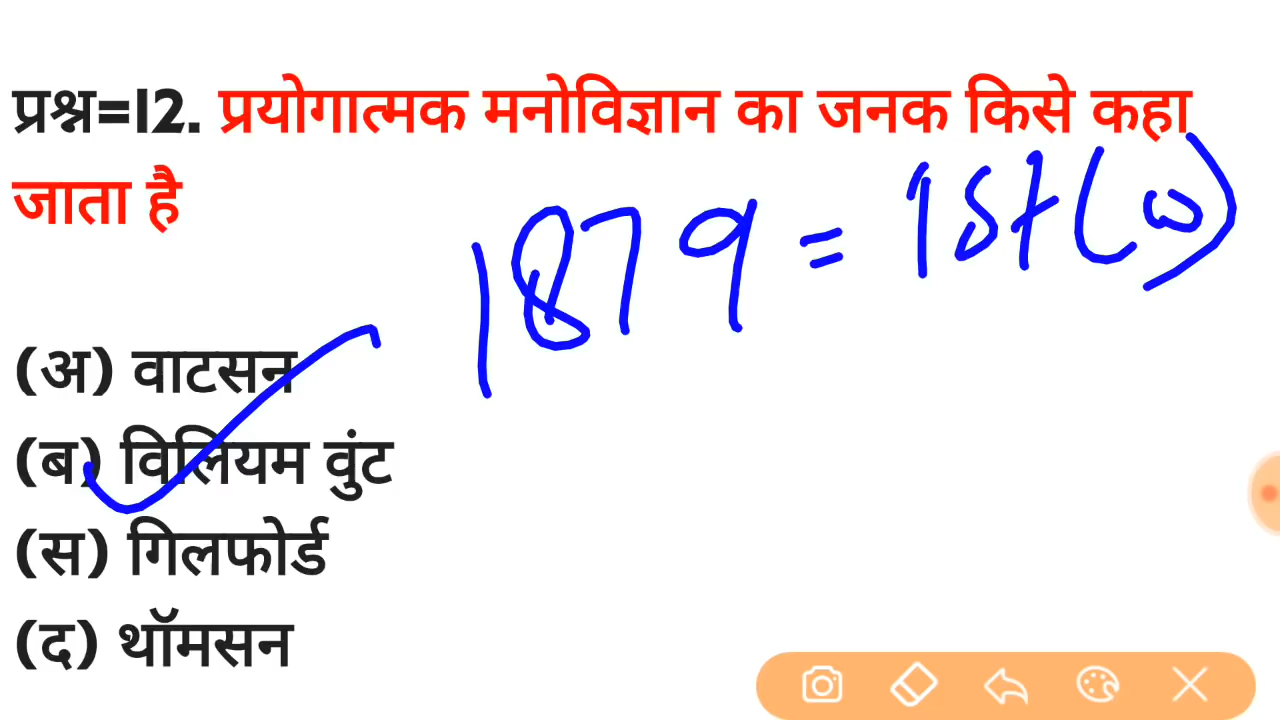 प्रश्न=12. प्रयोगात्मक मनोविज्ञान का जनक किसे कहा
जाता है
1879 = 1st (W)
(अ) वाटसन
(ब) विलियम वुंट
(स) गिलफोर्ड
(द) थॉमसन